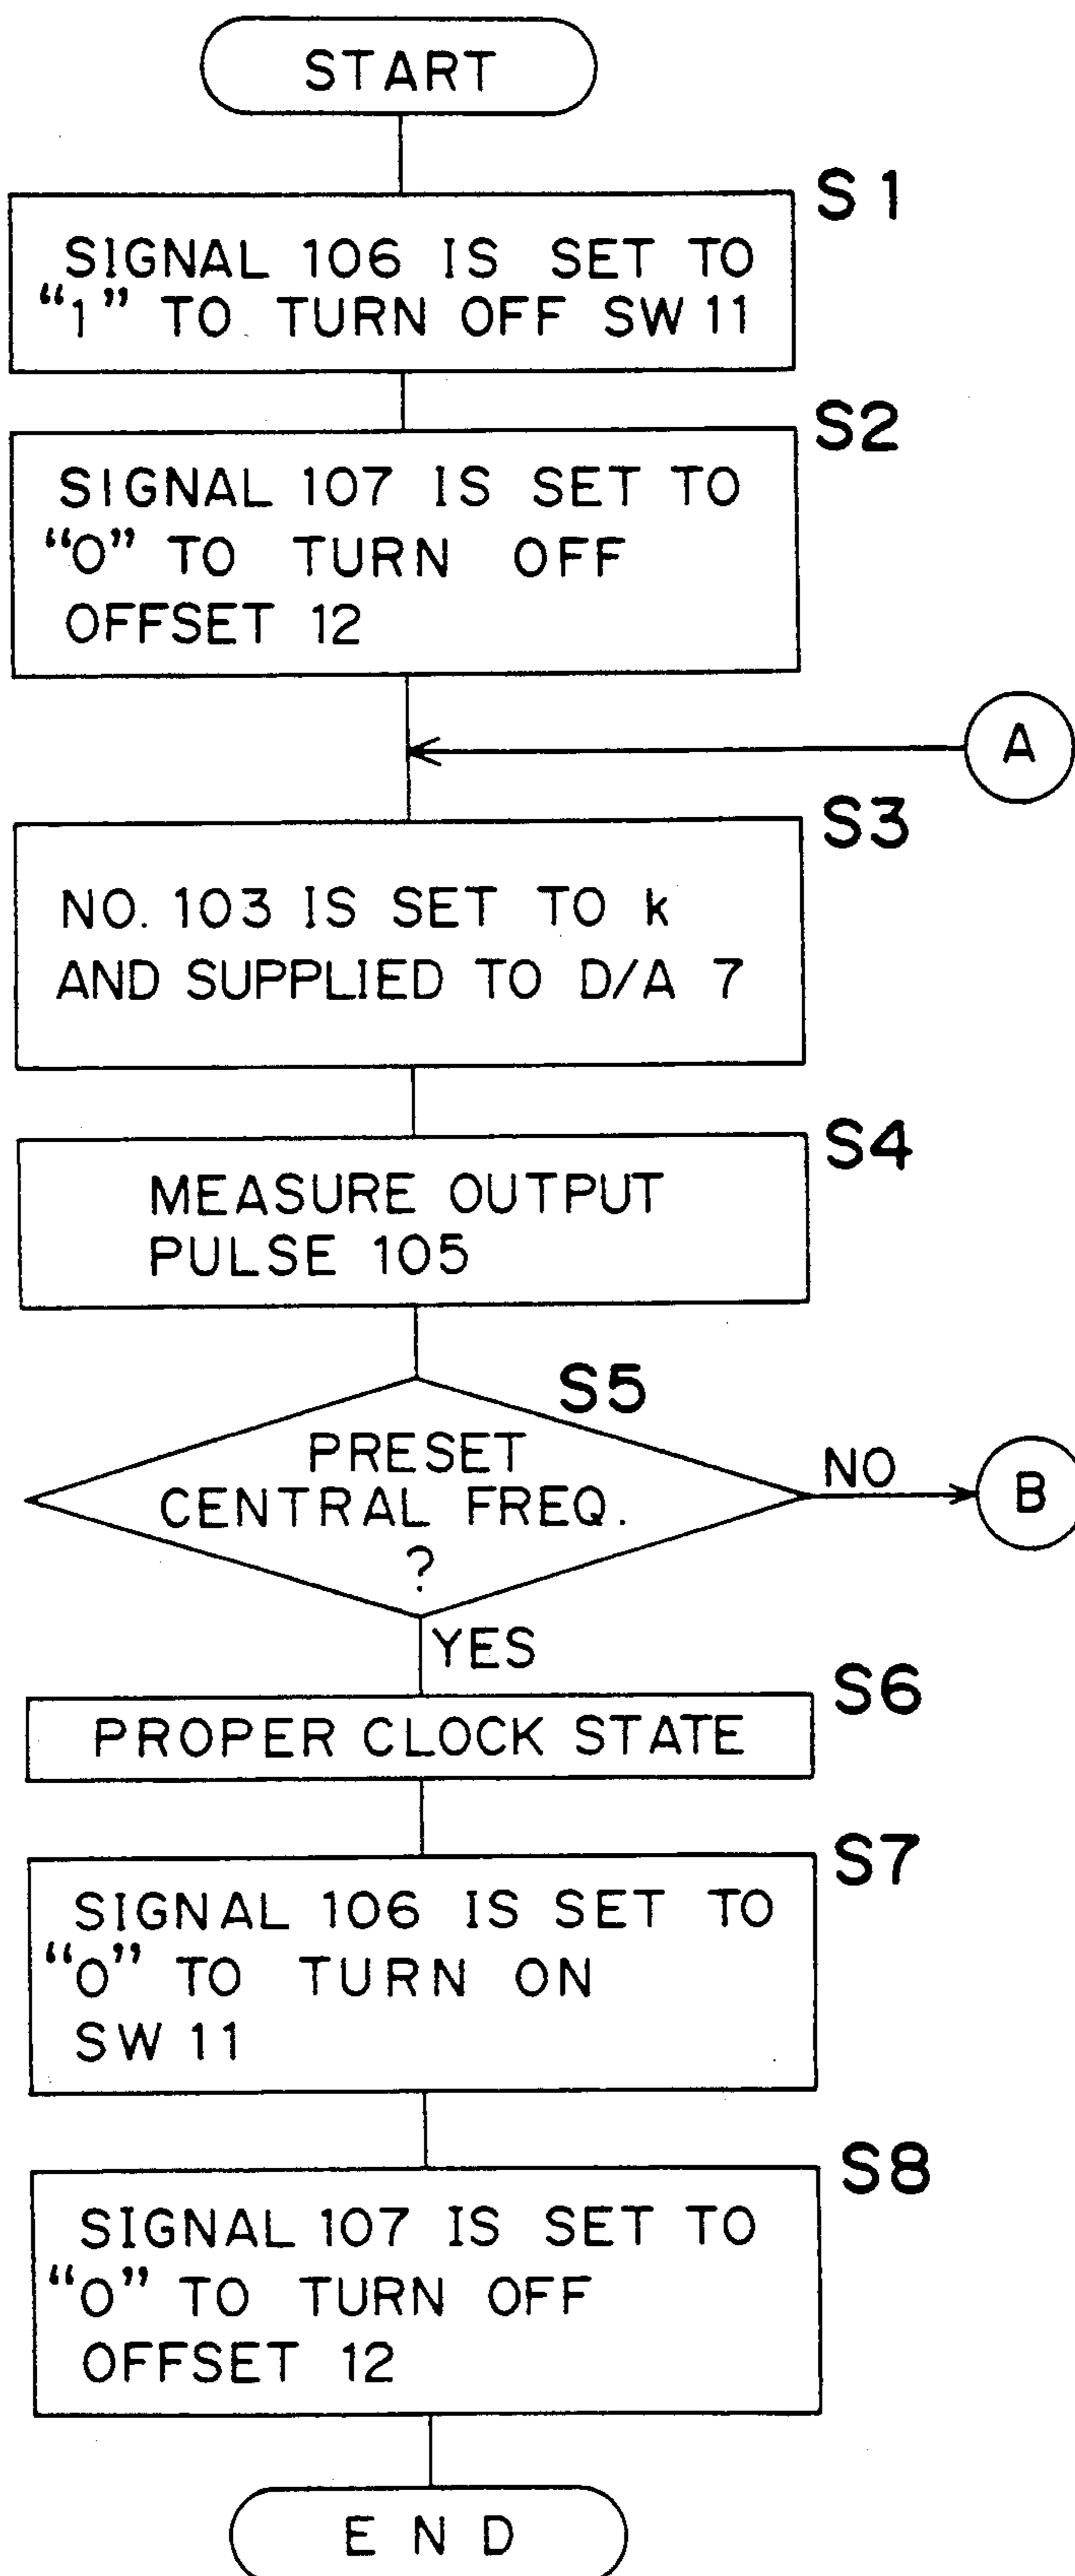 START
S1
SIGNAL 106 IS SET TO
“1” TO TURN OFF SW 11
S2
SIGNAL 107 IS SET TO
“0” TO TURN OFF
OFFSET 12
A
S3
NO. 103 IS SET TO k
AND SUPPLIED TO D/A 7
S4
MEASURE OUTPUT
PULSE 105
S5
PRESET
CENTRAL FREQ.
?
NO
B
YES
S6
PROPER CLOCK STATE
S7
SIGNAL 106 IS SET TO
“0” TO TURN ON
SW 11
S8
SIGNAL 107 IS SET TO
“0” TO TURN OFF
OFFSET 12
END